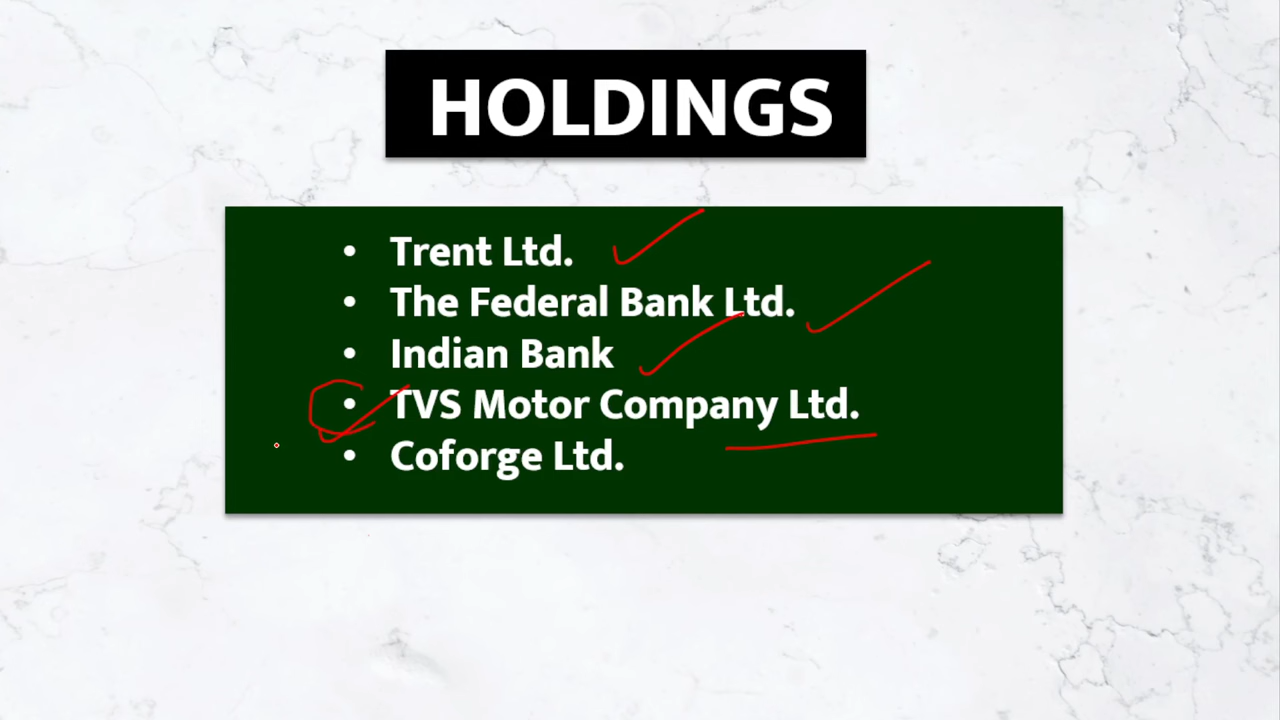 HOLDINGS
• Trent Ltd.
• The Federal Bank Ltd.
• Indian Bank
• TVS Motor Company Ltd.
• Coforge Ltd.